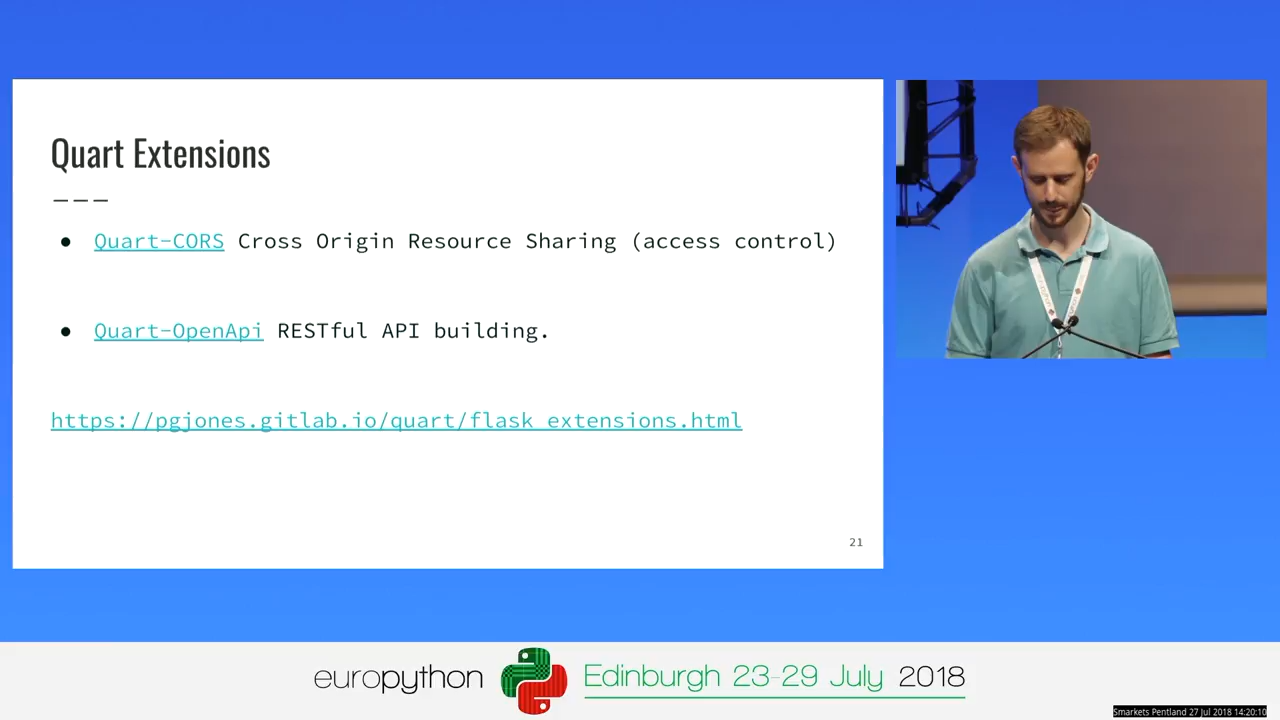 Quart Extensions
● Quart-CORS Cross Origin Resource Sharing (access control)
● Quart-OpenApi RESTful API building.
https://pgjones.gitlab.io/quart/flask_extensions.html
21
europython Edinburgh 23-29 July 2018
Smarkets Pentland 27 Jul 2018 14:20:10